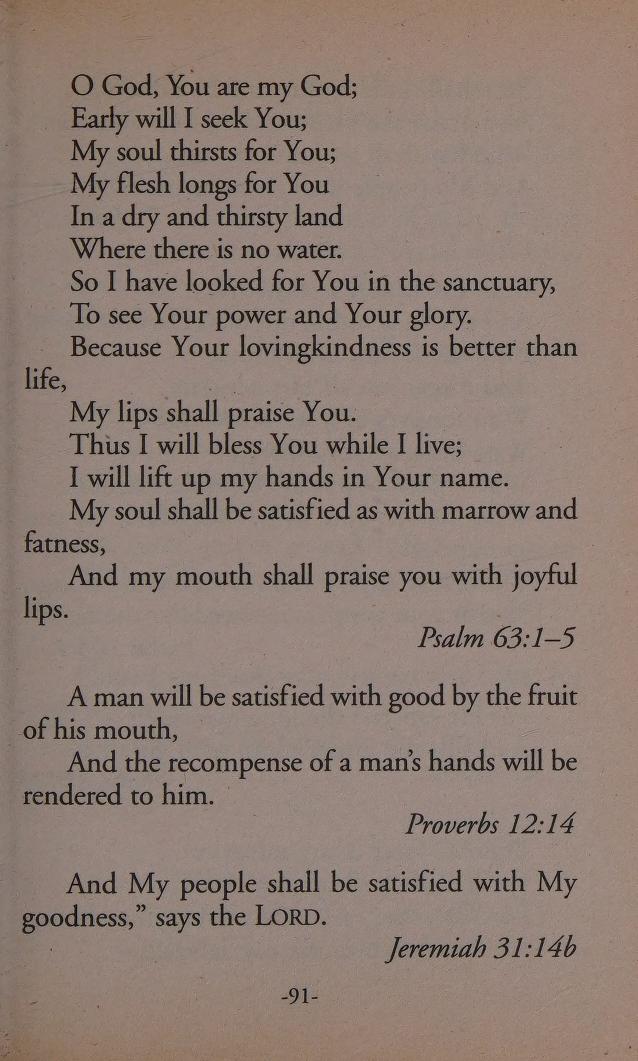 O God, You are my God;
Early will I seek You;
My soul thirsts for You;
My flesh longs for You
In a dry and thirsty land
Where there is no water.
So I have looked for You in the sanctuary,
To see Your power and Your glory.
Because Your lovingkindness is better than
life,
My lips shall praise You.
Thus I will bless You while I live;
I will lift up my hands in Your name.
My soul shall be satisfied as with marrow and
fatness,
And my mouth shall praise you with joyful
lips.
Psalm 63:1–5
A man will be satisfied with good by the fruit
of his mouth,
And the recompense of a man’s hands will be
rendered to him.
Proverbs 12:14
And My people shall be satisfied with My
goodness,” says the LORD.
Jeremiah 31:14b
-91-